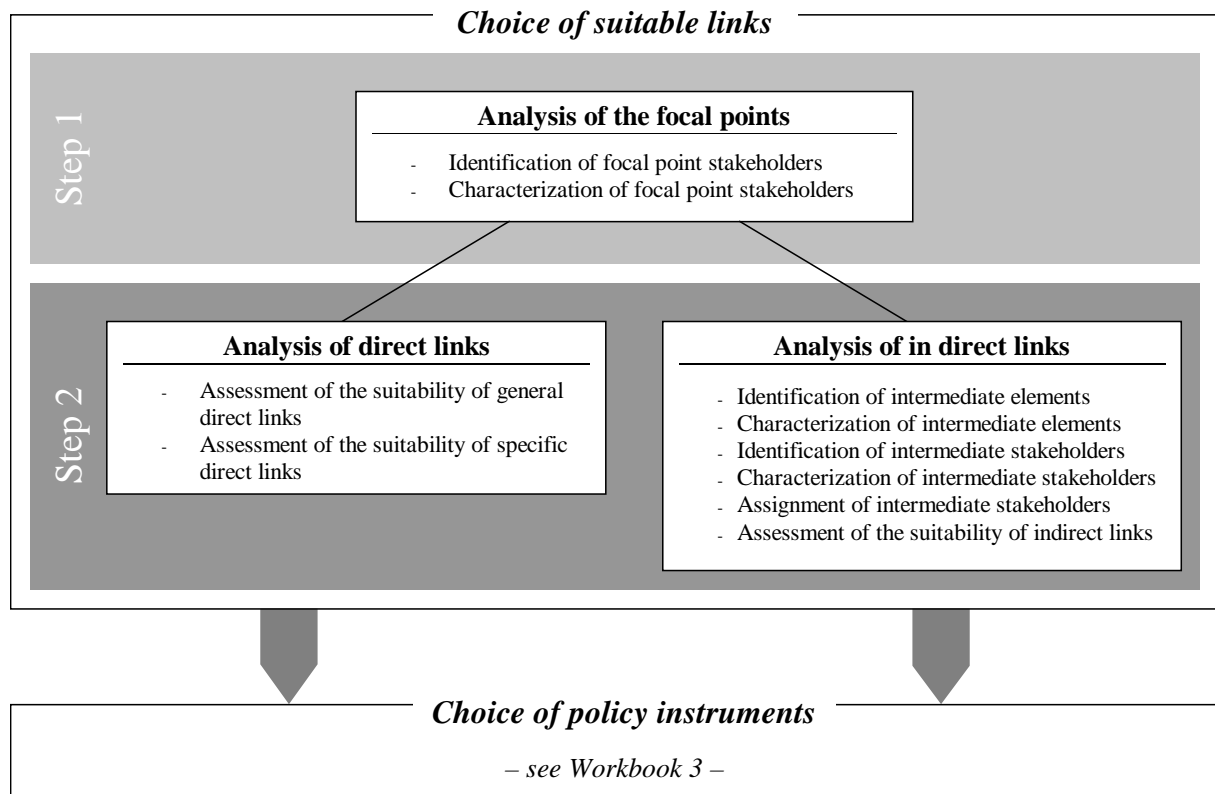 Choice of suitable links
Step 1
Analysis of the focal points
- Identification of focal point stakeholders
- Characterization of focal point stakeholders
Step 2
Analysis of direct links
- Assessment of the suitability of general
direct links
- Assessment of the suitability of specific
direct links
Analysis of in direct links
- Identification of intermediate elements
- Characterization of intermediate elements
- Identification of intermediate stakeholders
- Characterization of intermediate stakeholders
- Assignment of intermediate stakeholders
- Assessment of the suitability of indirect links
Choice of policy instruments
– see Workbook 3 –